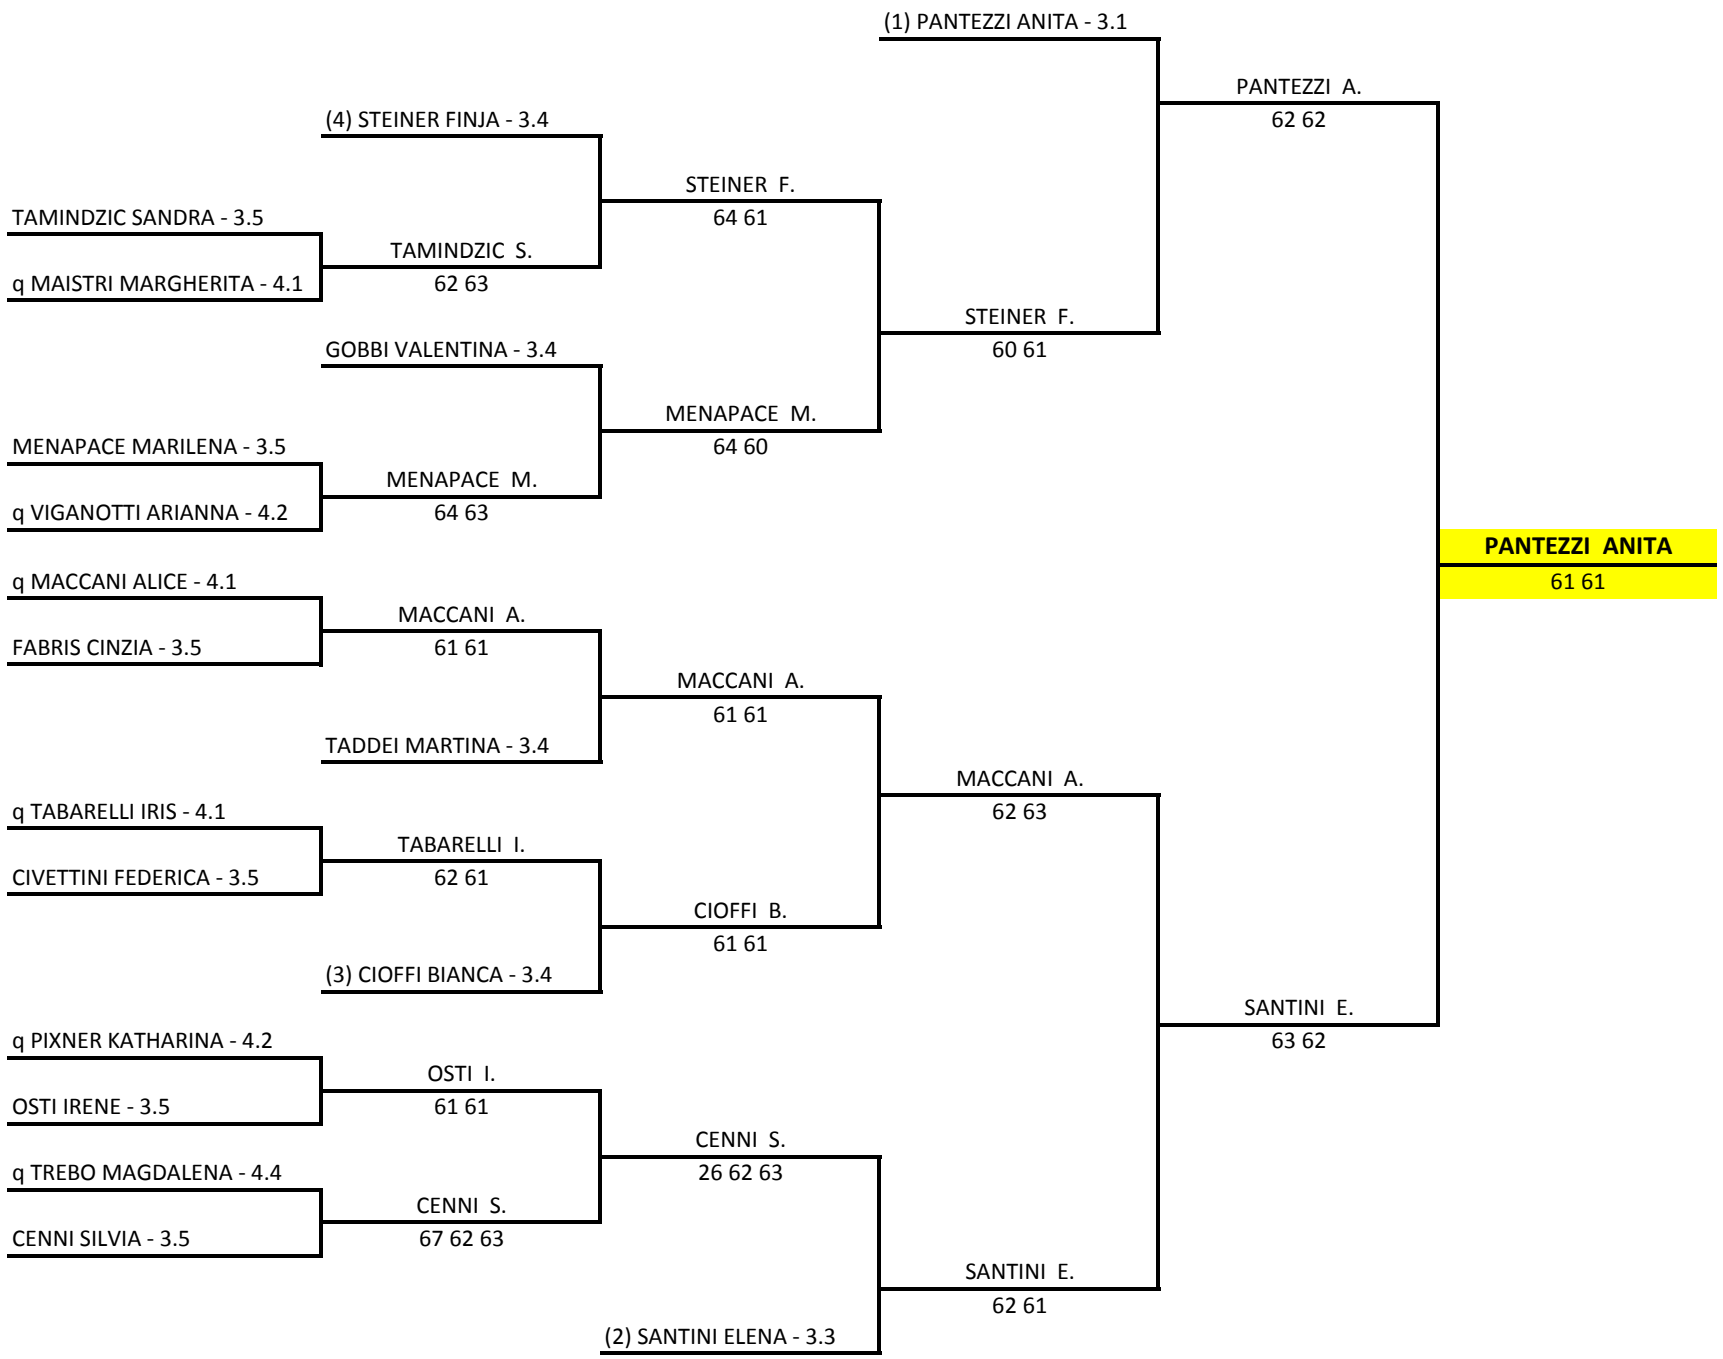 (1) PANTEZZI ANITA - 3.1
PANTEZZI A.
62 62
(4) STEINER FINJA - 3.4
STEINER F.
64 61
TAMINDZIC SANDRA - 3.5
TAMINDZIC S.
62 63
q MAISTRI MARGHERITA - 4.1
STEINER F.
60 61
GOBBI VALENTINA - 3.4
MENAPACE M.
64 60
MENAPACE MARILENA - 3.5
MENAPACE M.
64 63
q VIGANOTTI ARIANNA - 4.2
PANTEZZI ANITA
61 61
q MACCANI ALICE - 4.1
MACCANI A.
61 61
FABRIS CINZIA - 3.5
MACCANI A.
61 61
TADDEI MARTINA - 3.4
MACCANI A.
62 63
q TABARELLI IRIS - 4.1
TABARELLI I.
62 61
CIVETTINI FEDERICA - 3.5
CIOFFI B.
61 61
(3) CIOFFI BIANCA - 3.4
SANTINI E.
63 62
q PIXNER KATHARINA - 4.2
OSTI I.
61 61
OSTI IRENE - 3.5
CENNI S.
26 62 63
q TREBO MAGDALENA - 4.4
CENNI S.
67 62 63
CENNI SILVIA - 3.5
SANTINI E.
62 61
(2) SANTINI ELENA - 3.3